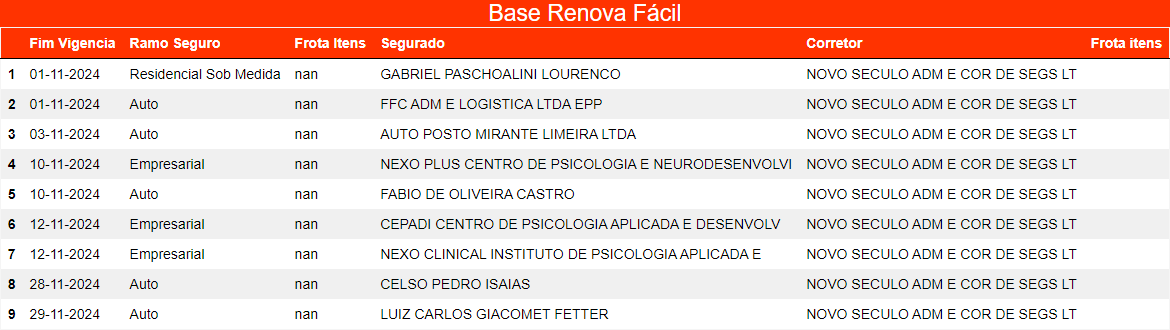 Base Renova Fácil
Fim Vigencia Ramo Seguro Frota Itens Segurado Corretor Frota itens
1 01-11-2024 Residencial Sob Medida nan GABRIEL PASCHOALINI LOURENCO NOVO SECULO ADM E COR DE SEGS LT
2 01-11-2024 Auto nan FFC ADM E LOGISTICA LTDA EPP NOVO SECULO ADM E COR DE SEGS LT
3 03-11-2024 Auto nan AUTO POSTO MIRANTE LIMEIRA LTDA NOVO SECULO ADM E COR DE SEGS LT
4 10-11-2024 Empresarial nan NEXO PLUS CENTRO DE PSICOLOGIA E NEURODESENVOLVI NOVO SECULO ADM E COR DE SEGS LT
5 10-11-2024 Auto nan FABIO DE OLIVEIRA CASTRO NOVO SECULO ADM E COR DE SEGS LT
6 12-11-2024 Empresarial nan CEPADI CENTRO DE PSICOLOGIA APLICADA E DESENVOLV NOVO SECULO ADM E COR DE SEGS LT
7 12-11-2024 Empresarial nan NEXO CLINICAL INSTITUTO DE PSICOLOGIA APLICADA E NOVO SECULO ADM E COR DE SEGS LT
8 28-11-2024 Auto nan CELSO PEDRO ISAIAS NOVO SECULO ADM E COR DE SEGS LT
9 29-11-2024 Auto nan LUIZ CARLOS GIACOMET FETTER NOVO SECULO ADM E COR DE SEGS LT